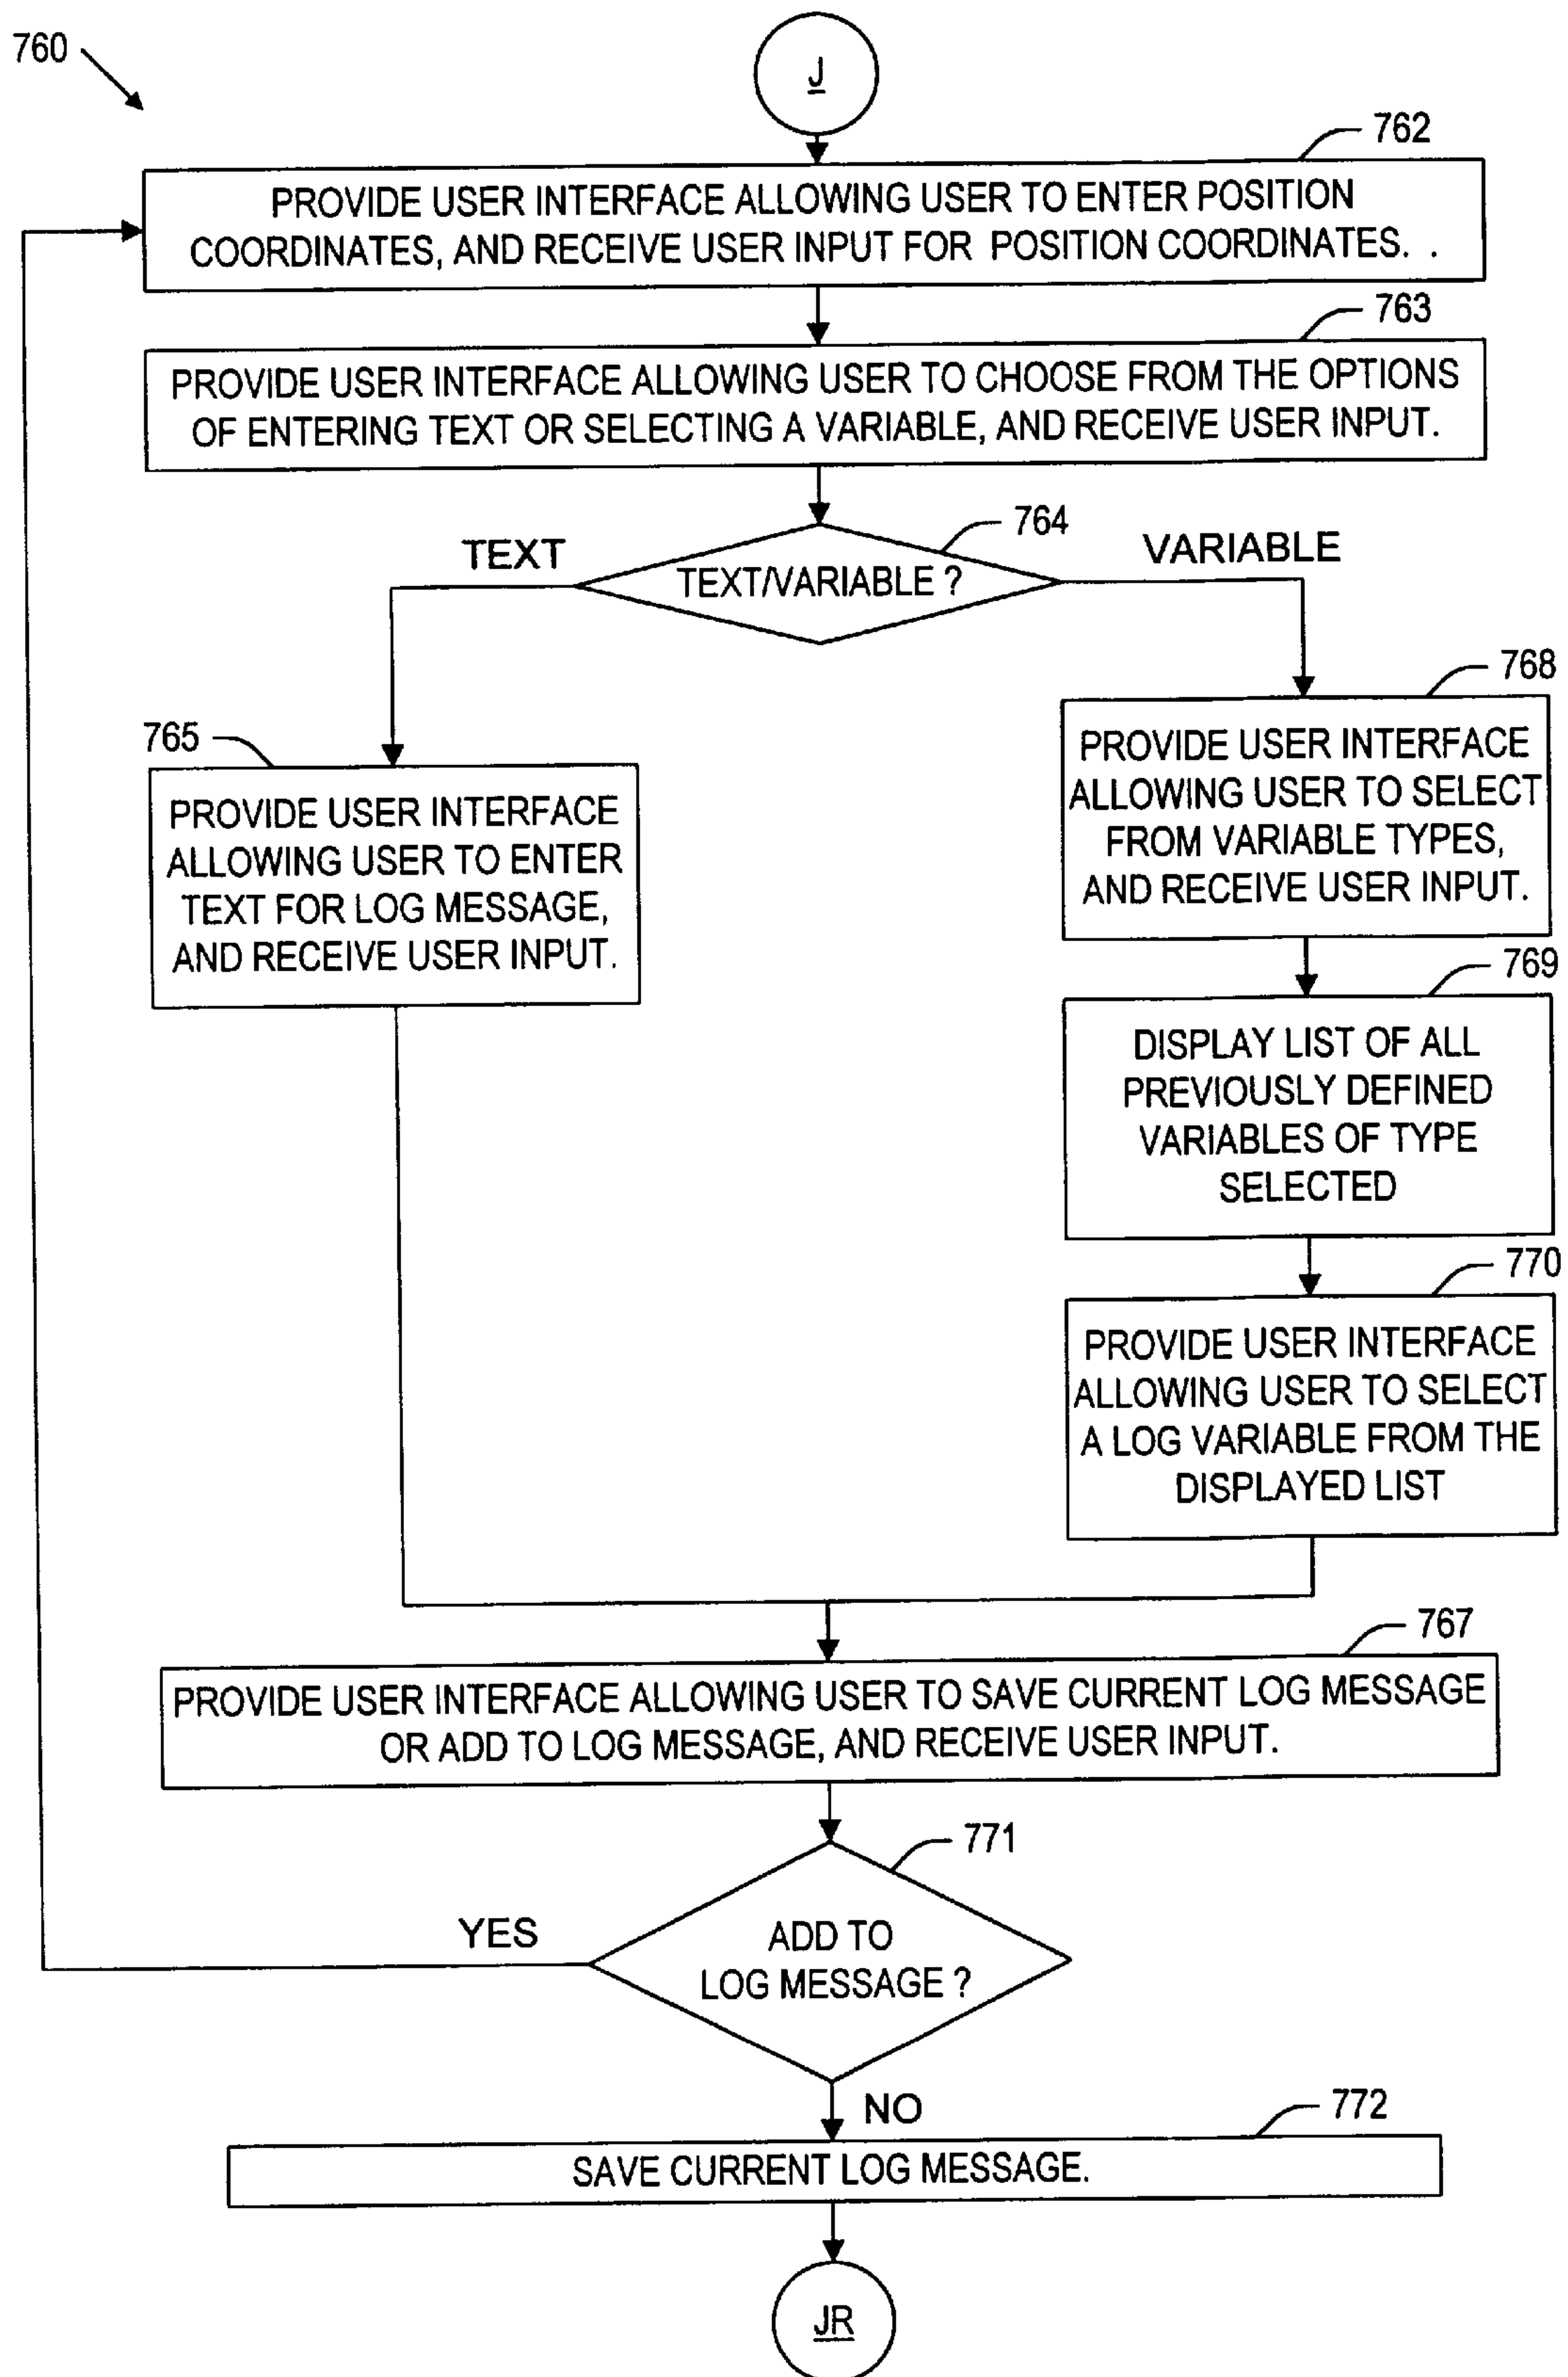 760
J
762
PROVIDE USER INTERFACE ALLOWING USER TO ENTER POSITION
COORDINATES, AND RECEIVE USER INPUT FOR POSITION COORDINATES. .
763
PROVIDE USER INTERFACE ALLOWING USER TO CHOOSE FROM THE OPTIONS
OF ENTERING TEXT OR SELECTING A VARIABLE, AND RECEIVE USER INPUT.
764
TEXT
TEXT/VARIABLE ?
VARIABLE
765
PROVIDE USER INTERFACE
ALLOWING USER TO ENTER
TEXT FOR LOG MESSAGE,
AND RECEIVE USER INPUT.
768
PROVIDE USER INTERFACE
ALLOWING USER TO SELECT
FROM VARIABLE TYPES,
AND RECEIVE USER INPUT.
769
DISPLAY LIST OF ALL
PREVIOUSLY DEFINED
VARIABLES OF TYPE
SELECTED
770
PROVIDE USER INTERFACE
ALLOWING USER TO SELECT
A LOG VARIABLE FROM THE
DISPLAYED LIST
767
PROVIDE USER INTERFACE ALLOWING USER TO SAVE CURRENT LOG MESSAGE
OR ADD TO LOG MESSAGE, AND RECEIVE USER INPUT.
771
YES
ADD TO
LOG MESSAGE ?
NO
772
SAVE CURRENT LOG MESSAGE.
JR